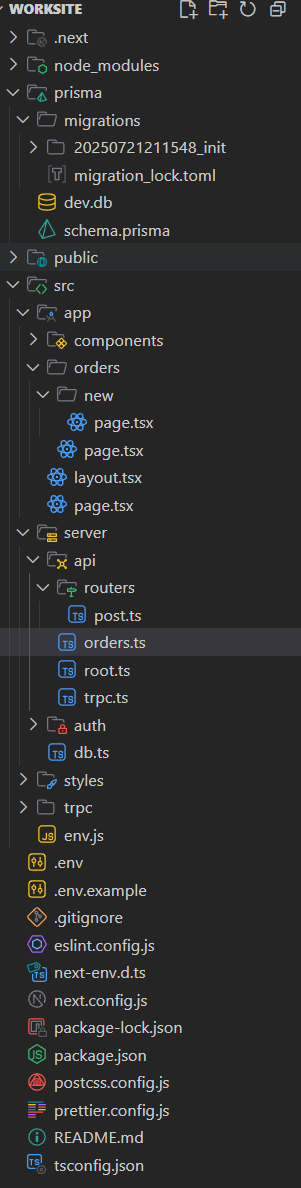 WORKSITE
.next
node_modules
prisma
migrations
20250721211548_init
migration_lock.toml
dev.db
schema.prisma
public
src
app
components
orders
new
page.tsx
page.tsx
layout.tsx
page.tsx
server
api
routers
post.ts
orders.ts
root.ts
trpc.ts
auth
db.ts
styles
trpc
env.js
.env
.env.example
.gitignore
eslint.config.js
next-env.d.ts
next.config.js
package-lock.json
package.json
postcss.config.js
prettier.config.js
README.md
tsconfig.json